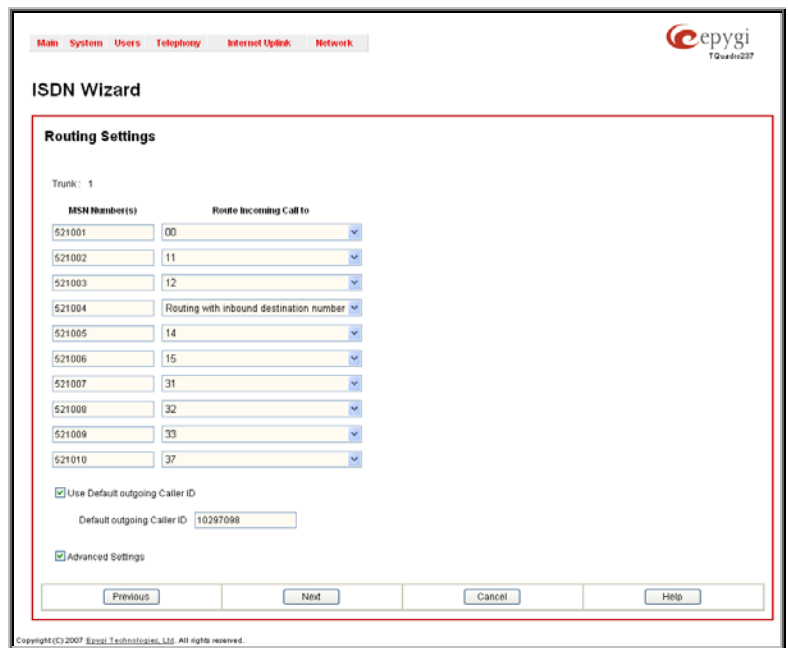 Main System Users Telephony Internet Uplink Network
epygi
TQuadro237
ISDN Wizard
Routing Settings
Trunk : 1
MSN Number(s) Route Incoming Call to
521001 00
521002 11
521003 12
521004 Routing with inbound destination number
521005 14
521006 15
521007 31
521008 32
521009 33
521010 37
Use Default outgoing Caller ID
Default outgoing Caller ID 10297098
Advanced Settings
Previous Next Cancel Help
Copyright (C) 2007 Epygi Technologies, Ltd. All rights reserved.